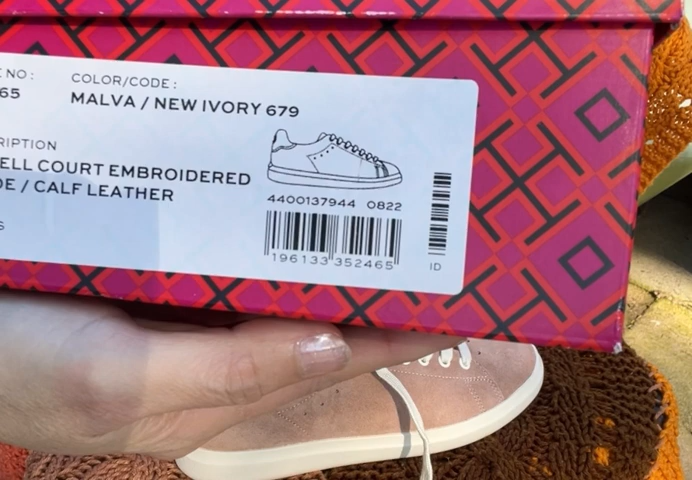 E NO: COLOR/CODE:
65 MALVA / NEW IVORY 679
RIPTION
ELL COURT EMBROIDERED
DE / CALF LEATHER
4400137944 0822
S
196133 352465
ID